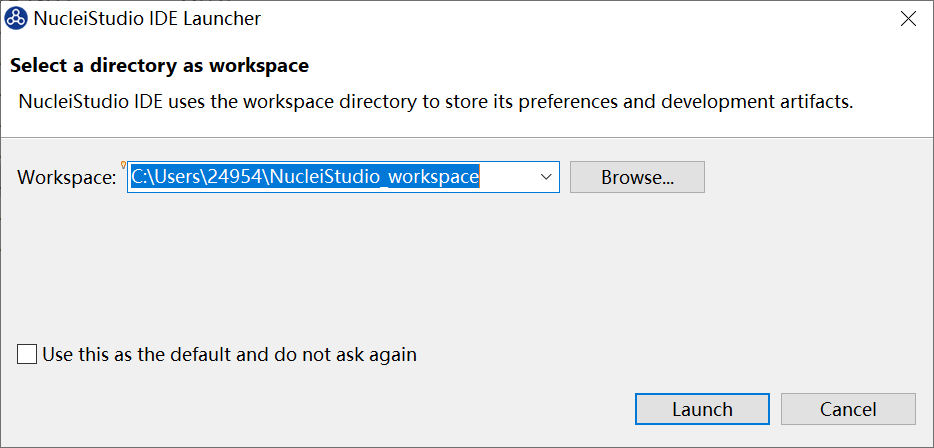 NucleiStudio IDE Launcher
Select a directory as workspace
NucleiStudio IDE uses the workspace directory to store its preferences and development artifacts.
Workspace: C:\Users\24954\NucleiStudio_workspace Browse...
Use this as the default and do not ask again
Launch Cancel